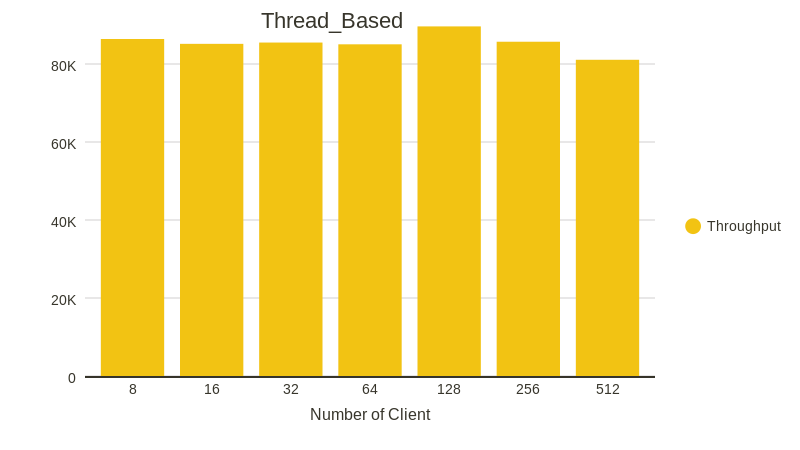 Thread_Based
80K
60K
40K
20K
0
8 16 32 64 128 256 512
Number of Client
Throughput